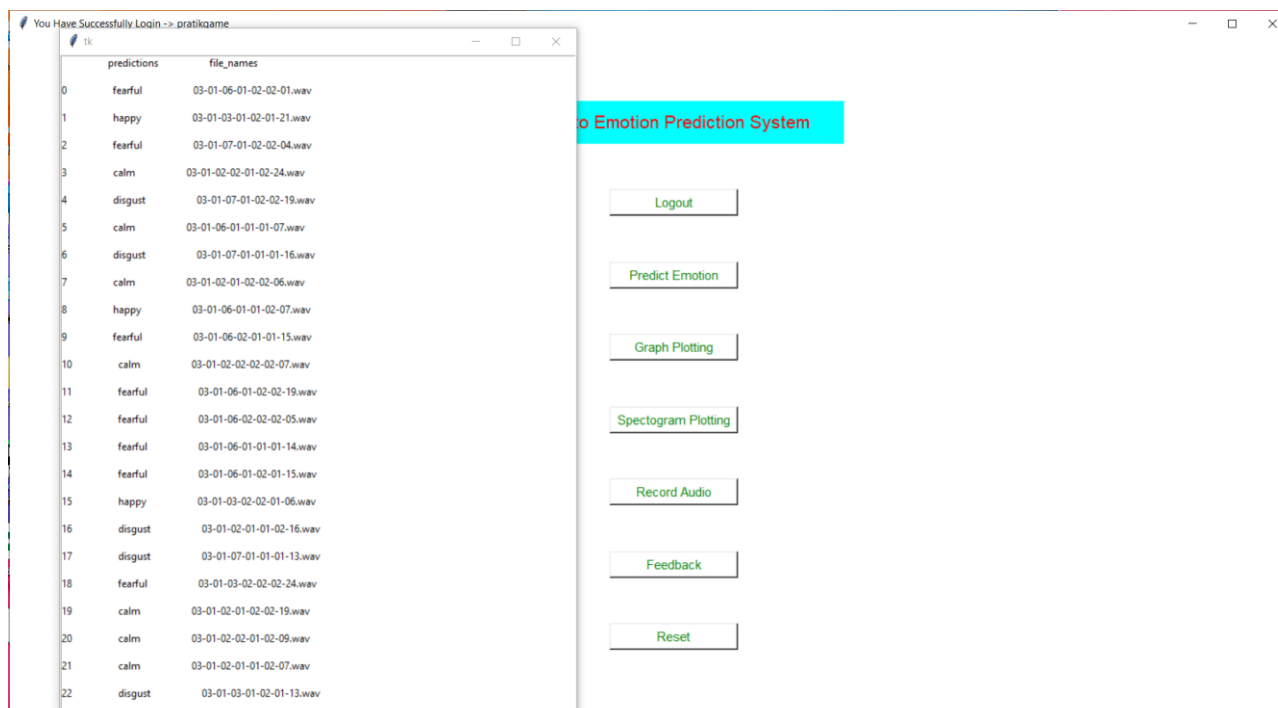 You Have Successfully Login -> pratikgame
tk
predictions file_names
0 fearful 03-01-06-01-02-02-01.wav
1 happy 03-01-03-01-02-01-21.wav
2 fearful 03-01-07-01-02-02-04.wav
3 calm 03-01-02-02-01-02-24.wav
4 disgust 03-01-07-01-02-02-19.wav
5 calm 03-01-06-01-01-01-07.wav
6 disgust 03-01-07-01-01-01-16.wav
7 calm 03-01-02-01-02-02-06.wav
8 happy 03-01-06-01-01-02-07.wav
9 fearful 03-01-06-02-01-01-15.wav
10 calm 03-01-02-02-02-02-07.wav
11 fearful 03-01-06-01-02-02-19.wav
12 fearful 03-01-06-02-02-02-05.wav
13 fearful 03-01-06-01-01-01-14.wav
14 fearful 03-01-06-01-02-01-15.wav
15 happy 03-01-03-02-02-01-06.wav
16 disgust 03-01-02-01-01-02-16.wav
17 disgust 03-01-07-01-01-01-13.wav
18 fearful 03-01-03-02-02-02-24.wav
19 calm 03-01-02-01-02-02-19.wav
20 calm 03-01-02-02-01-02-09.wav
21 calm 03-01-02-01-01-02-07.wav
22 disgust 03-01-03-01-02-01-13.wav
to Emotion Prediction System
Logout
Predict Emotion
Graph Plotting
Spectogram Plotting
Record Audio
Feedback
Reset